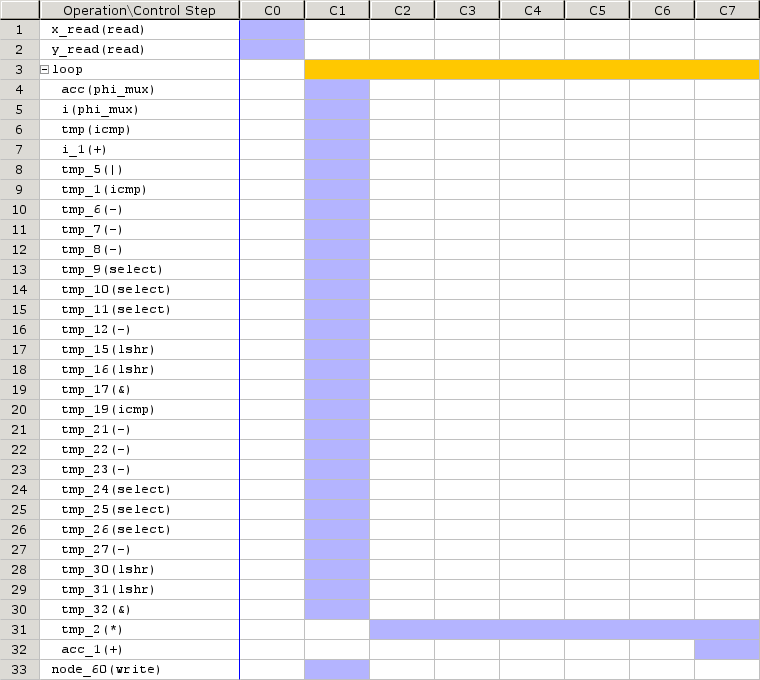 Operation\Control Step C0 C1 C2 C3 C4 C5 C6 C7
1 x_read(read)
2 y_read(read)
3 loop
4 acc(phi_mux)
5 i(phi_mux)
6 tmp(icmp)
7 i_1(+)
8 tmp_5(|)
9 tmp_1(icmp)
10 tmp_6(-)
11 tmp_7(-)
12 tmp_8(-)
13 tmp_9(select)
14 tmp_10(select)
15 tmp_11(select)
16 tmp_12(-)
17 tmp_15(lshr)
18 tmp_16(lshr)
19 tmp_17(&)
20 tmp_19(icmp)
21 tmp_21(-)
22 tmp_22(-)
23 tmp_23(-)
24 tmp_24(select)
25 tmp_25(select)
26 tmp_26(select)
27 tmp_27(-)
28 tmp_30(lshr)
29 tmp_31(lshr)
30 tmp_32(&)
31 tmp_2(*)
32 acc_1(+)
33 node_60(write)